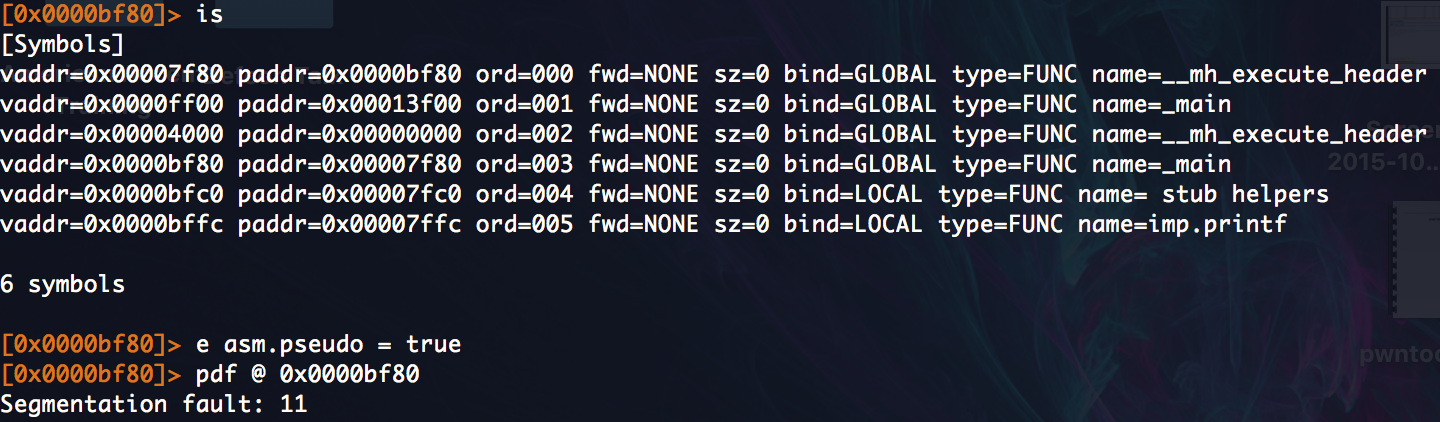 [0x0000bf80]> is
[Symbols]
vaddr=0x00007f80 paddr=0x0000bf80 ord=000 fwd=NONE sz=0 bind=GLOBAL type=FUNC name=__mh_execute_header
vaddr=0x0000ff00 paddr=0x00013f00 ord=001 fwd=NONE sz=0 bind=GLOBAL type=FUNC name=_main
vaddr=0x00004000 paddr=0x00000000 ord=002 fwd=NONE sz=0 bind=GLOBAL type=FUNC name=__mh_execute_header
vaddr=0x0000bf80 paddr=0x00007f80 ord=003 fwd=NONE sz=0 bind=GLOBAL type=FUNC name=_main
vaddr=0x0000bfc0 paddr=0x00007fc0 ord=004 fwd=NONE sz=0 bind=LOCAL type=FUNC name= stub helpers
vaddr=0x0000bffc paddr=0x00007ffc ord=005 fwd=NONE sz=0 bind=LOCAL type=FUNC name=imp.printf
6 symbols
[0x0000bf80]> e asm.pseudo = true
[0x0000bf80]> pdf @ 0x0000bf80
Segmentation fault: 11
2015-10...